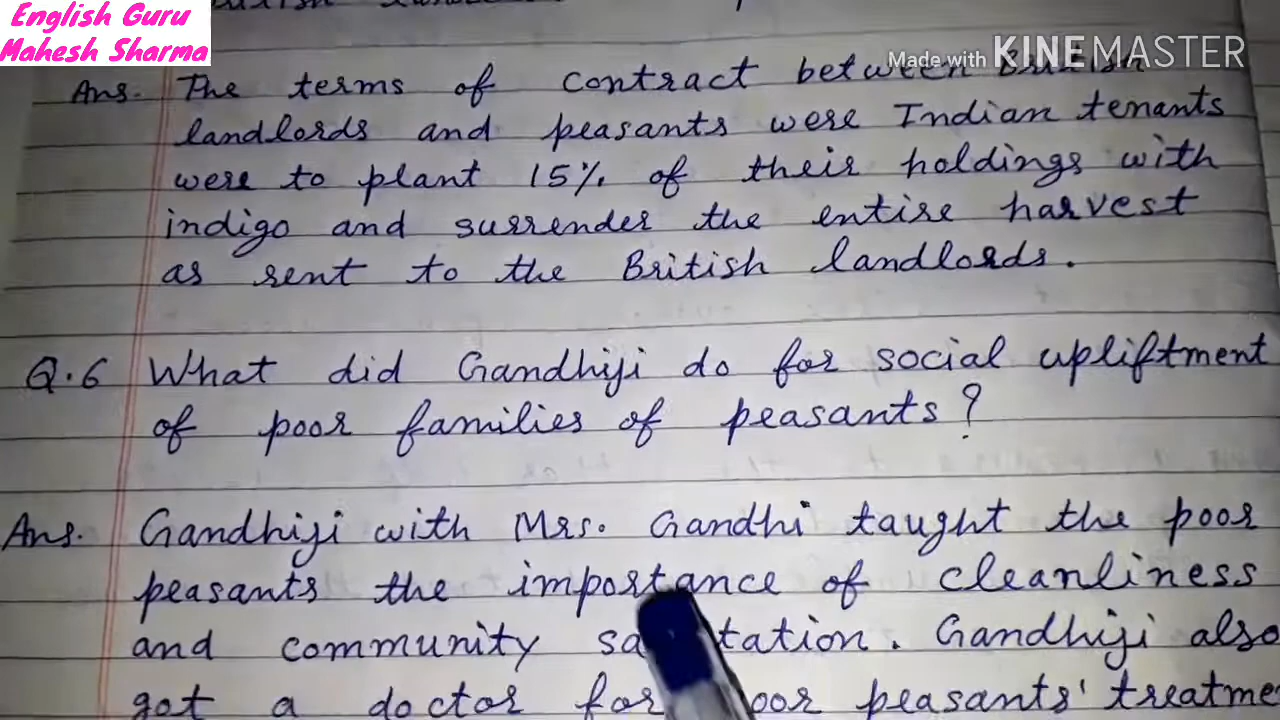 English Guru
Mahesh Sharma
Made with KINEMASTER
Ans. The terms of contract between British
landlords and peasants were Indian tenants
were to plant 15% of their holdings with
indigo and surrender the entire harvest
as rent to the British landlords.
Q.6 What did Gandhiji do for social upliftment
of poor families of peasants?
Ans. Gandhiji with Mrs. Gandhi taught the poor
peasants the importance of cleanliness
and community sa tation. Gandhiji also
got a doctor for oor peasants' treatme